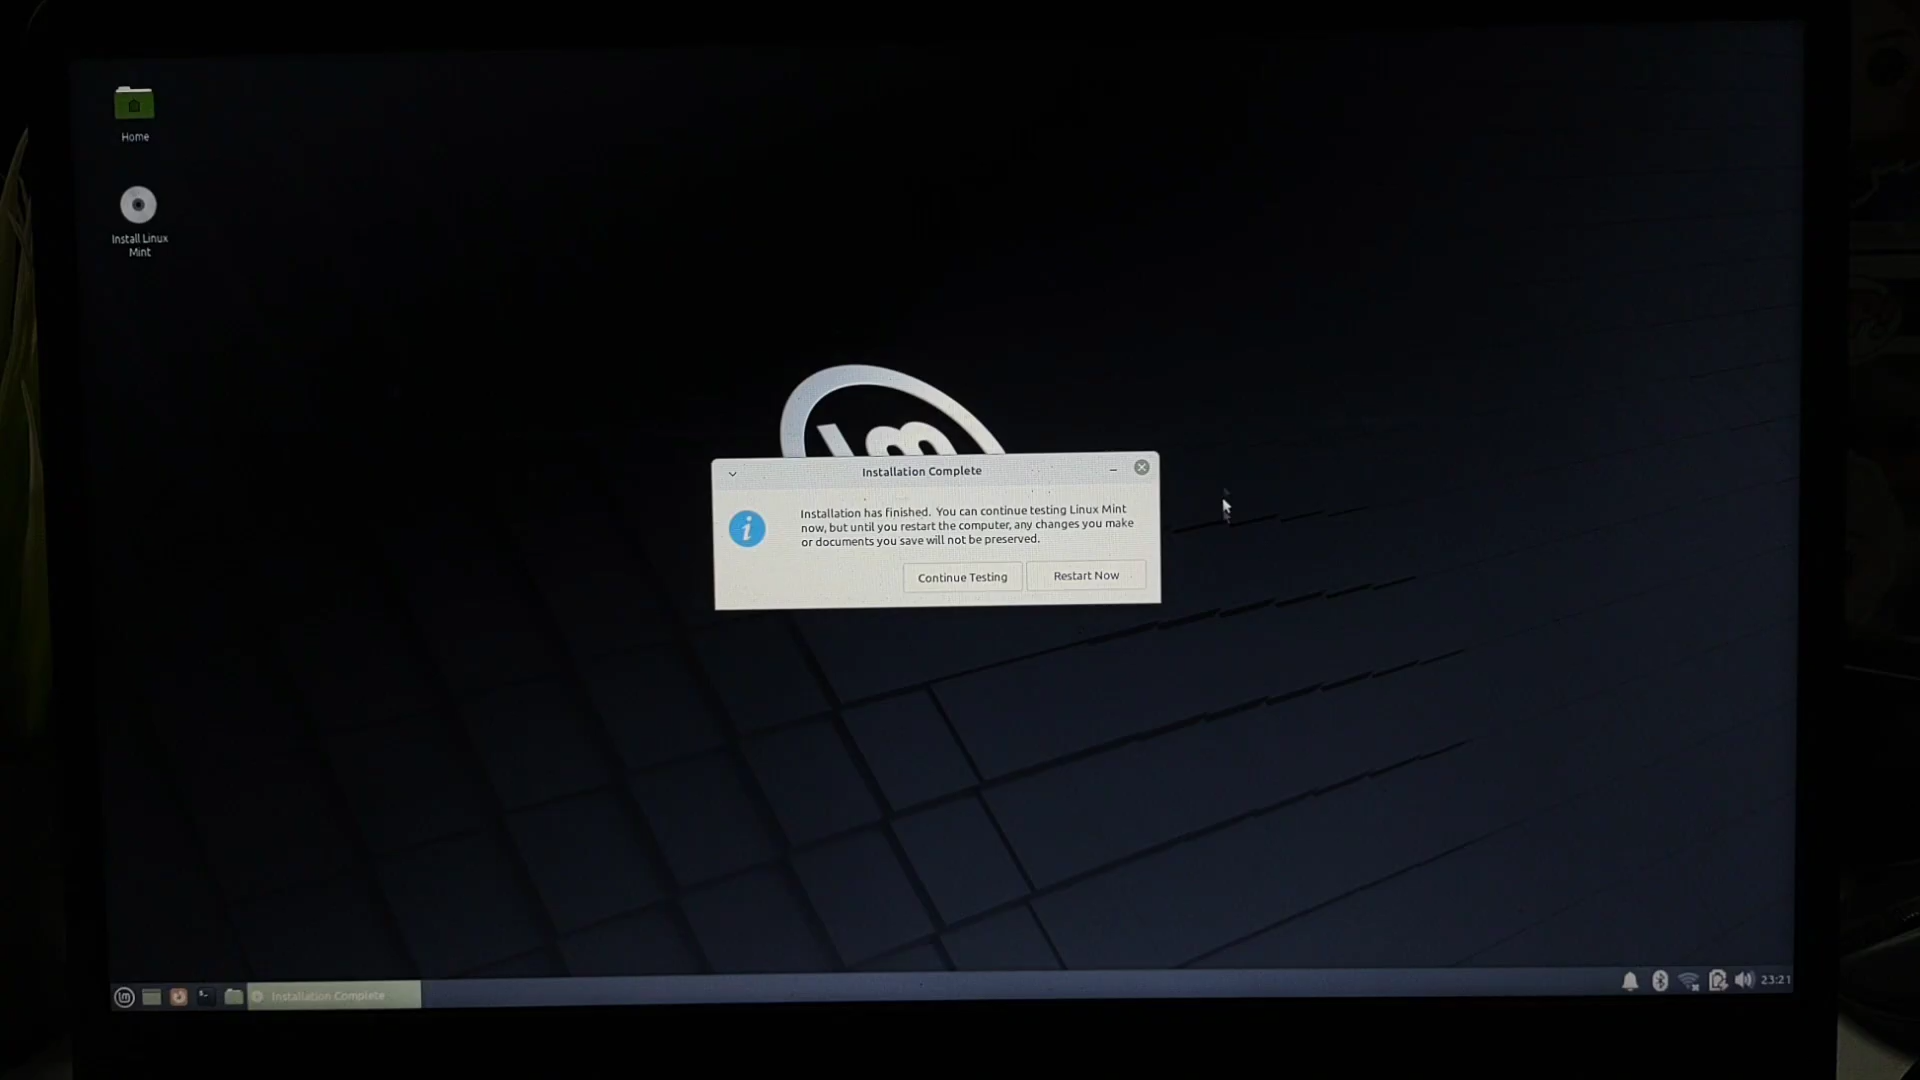 Home
Install Linux
Mint
lm
Installation Complete
Installation has finished. You can continue testing Linux Mint
now, but until you restart the computer, any changes you make
or documents you save will not be preserved.
Continue Testing
Restart Now
Installation Complete
23:21